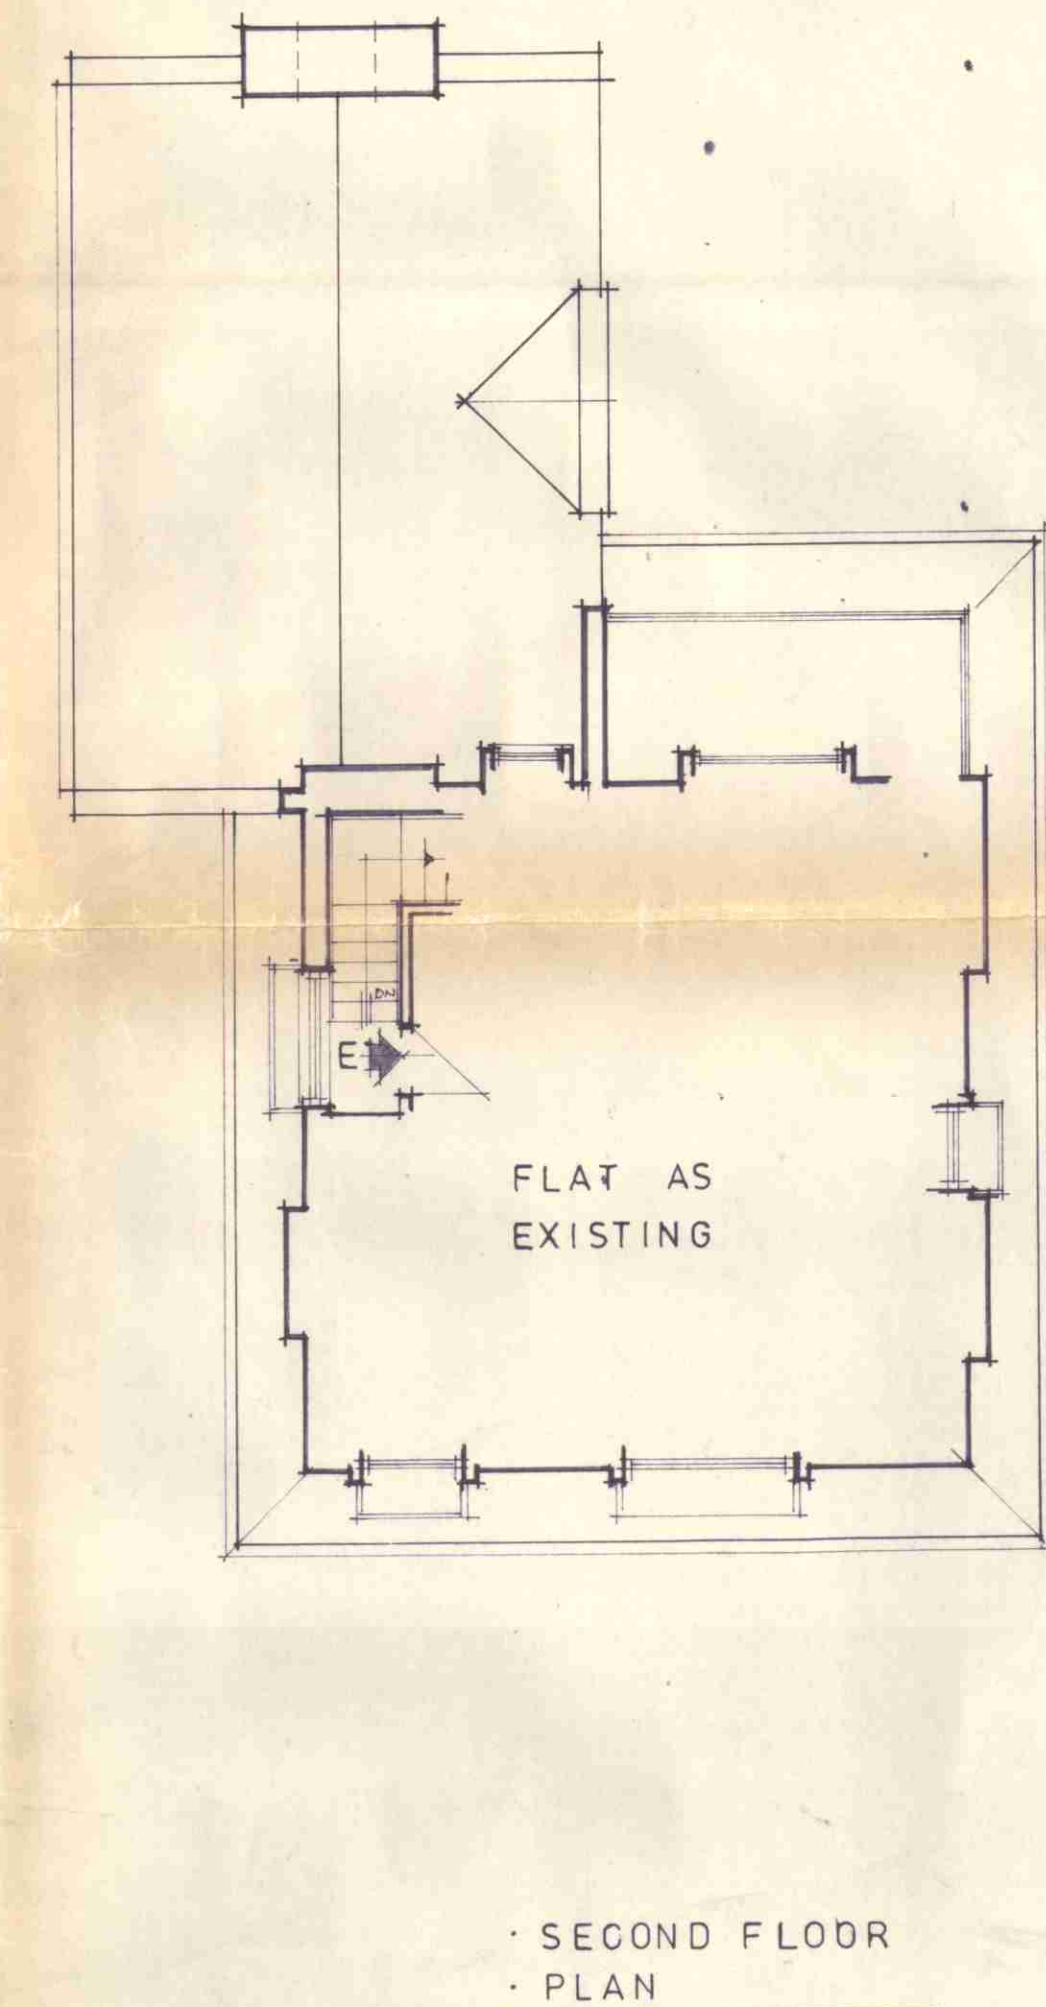 DN
E
FLAT AS
EXISTING
· SECOND FLOOR
· PLAN